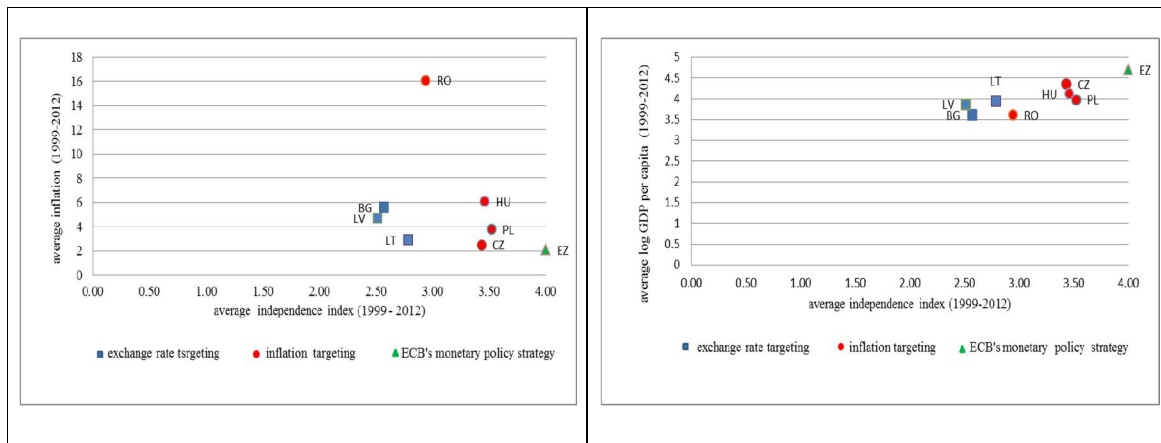 average inflation (1999-2012)
18
16
14
12
10
8
6
4
2
0
RO
HU
BG
LV
PL
LT
CZ
EZ
0.00 0.50 1.00 1.50 2.00 2.50 3.00 3.50 4.00
average independence index (1999 - 2012)
exchange rate tsrgeting inflation targeting ECB's monetary policy strategy
average log GDP per capita (1999-2012)
5
4.5
4
3.5
3
2.5
2
1.5
1
0.5
0
EZ
LT
CZ
HU
PL
LV
BG
RO
0.00 0.50 1.00 1.50 2.00 2.50 3.00 3.50 4.00
average independence index (1999-2012)
exchange rate targeting inflation targeting ECB's monetary policy strategy